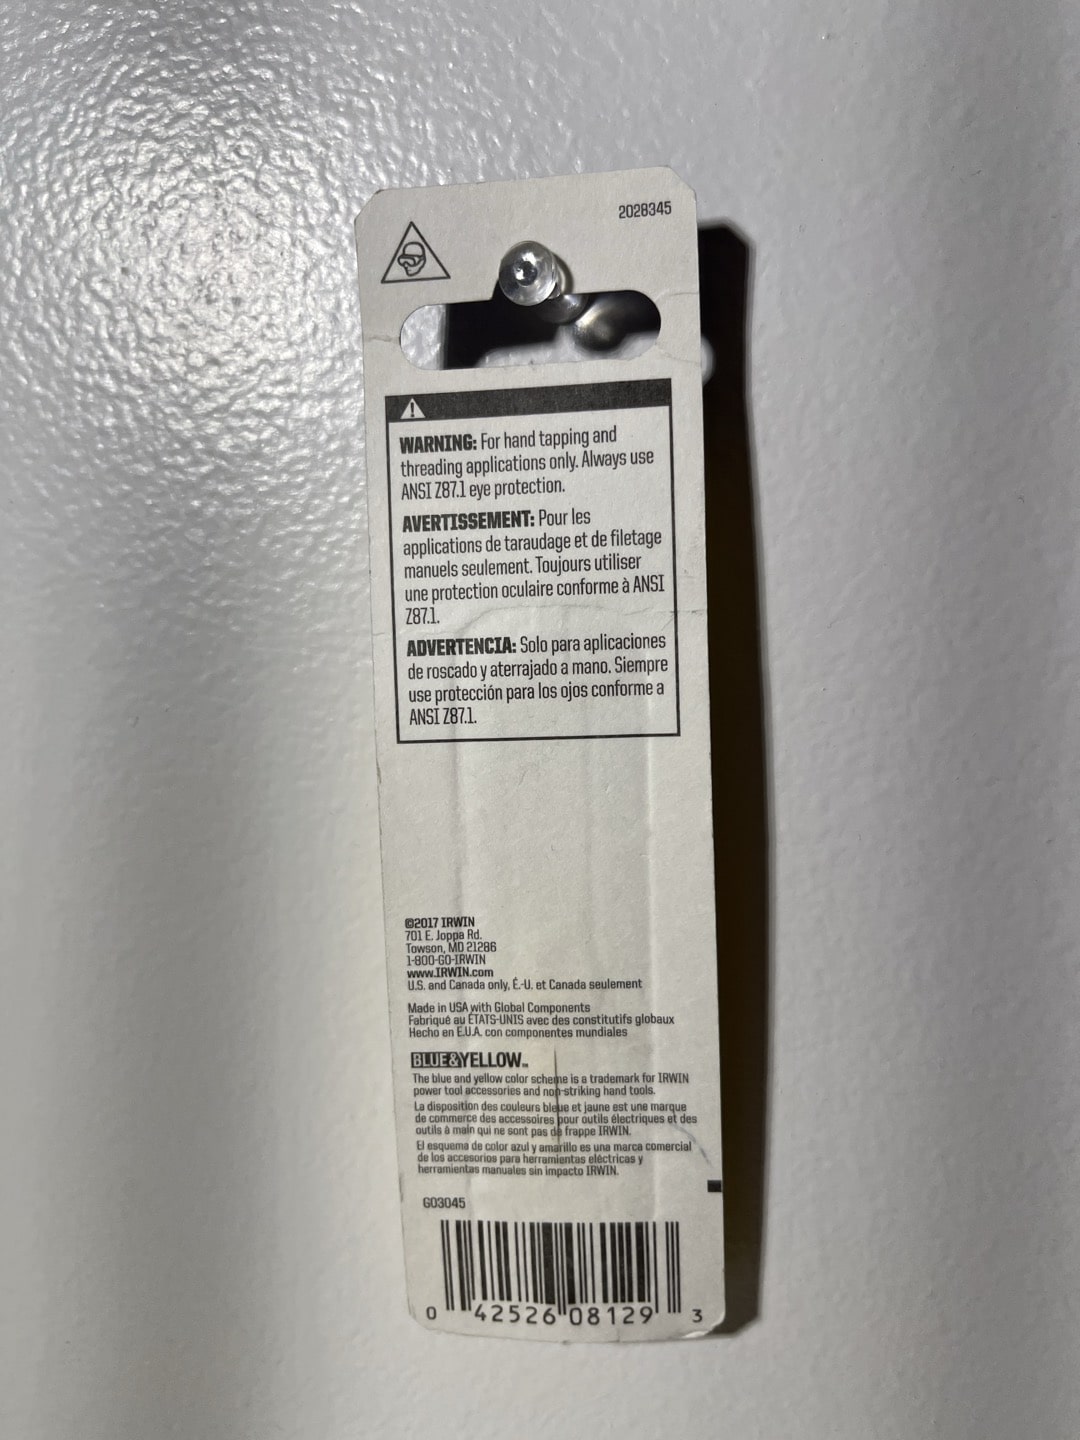 2028345
WARNING: For hand tapping and
threading applications only. Always use
ANSI Z87.1 eye protection.
AVERTISSEMENT: Pour les
applications de taraudage et de filetage
manuels seulement. Toujours utiliser
une protection oculaire conforme à ANSI
Z87.1.
ADVERTENCIA: Solo para aplicaciones
de roscado y aterrajado a mano. Siempre
use protección para los ojos conforme a
ANSI Z87.1.
©2017 IRWIN
701 E. Joppa Rd.
Towson, MD 21286
1-800-GO-IRWIN
www.IRWIN.com
U.S. and Canada only, É.-U. et Canada seulement
Made in USA with Global Components
Fabriqué au ÉTATS-UNIS avec des constitutifs globaux
Hecho en E.U.A. con componentes mundiales
BLUE&YELLOW™
The blue and yellow color scheme is a trademark for IRWIN
power tool accessories and non-striking hand tools.
La disposition des couleurs bleue et jaune est une marque
de commerce des accessoires pour outils électriques et des
outils à main qui ne sont pas de frappe IRWIN.
El esquema de color azul y amarillo es una marca comercial
de los accesorios para herramientas eléctricas y
herramientas manuales sin impacto IRWIN.
G03045
0 42526 08129 3